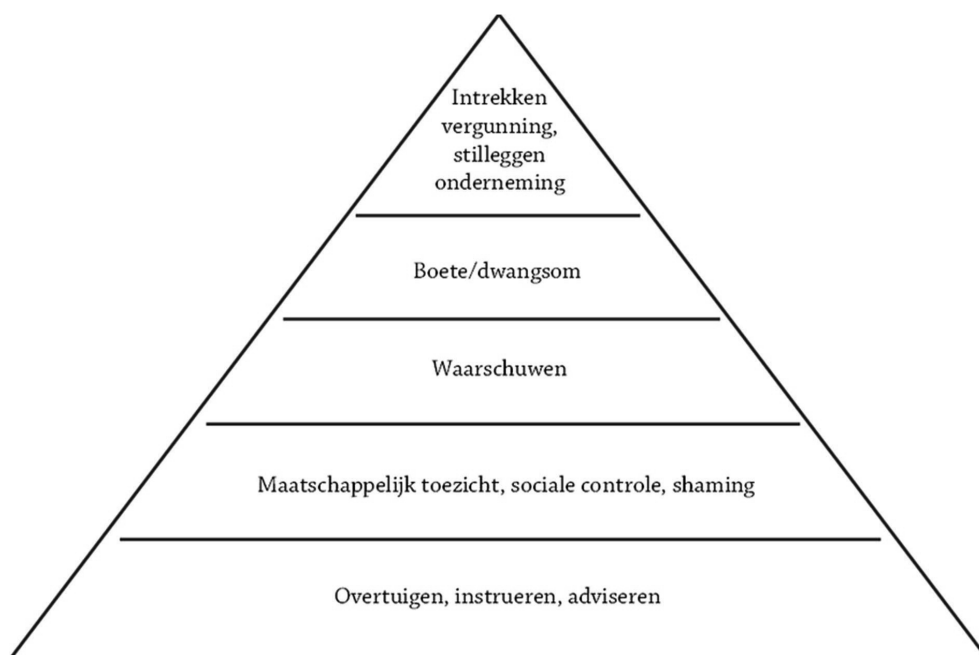 Intrekken
vergunning,
stilleggen
onderneming
Boete/dwangsom
Waarschuwen
Maatschappelijk toezicht, sociale controle, shaming
Overtuigen, instrueren, adviseren